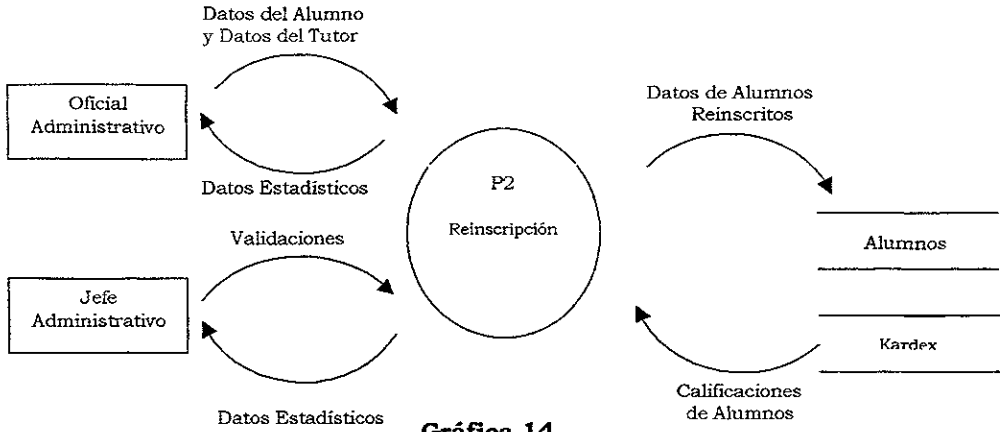 Datos del Alumno
y Datos del Tutor
Oficial
Administrativo
Datos Estadísticos
Validaciones
Jefe
Administrativo
Datos Estadísticos
P2
Reinscripción
Datos de Alumnos
Reinscritos
Alumnos
Kardex
Calificaciones
de Alumnos
Gráfica 14